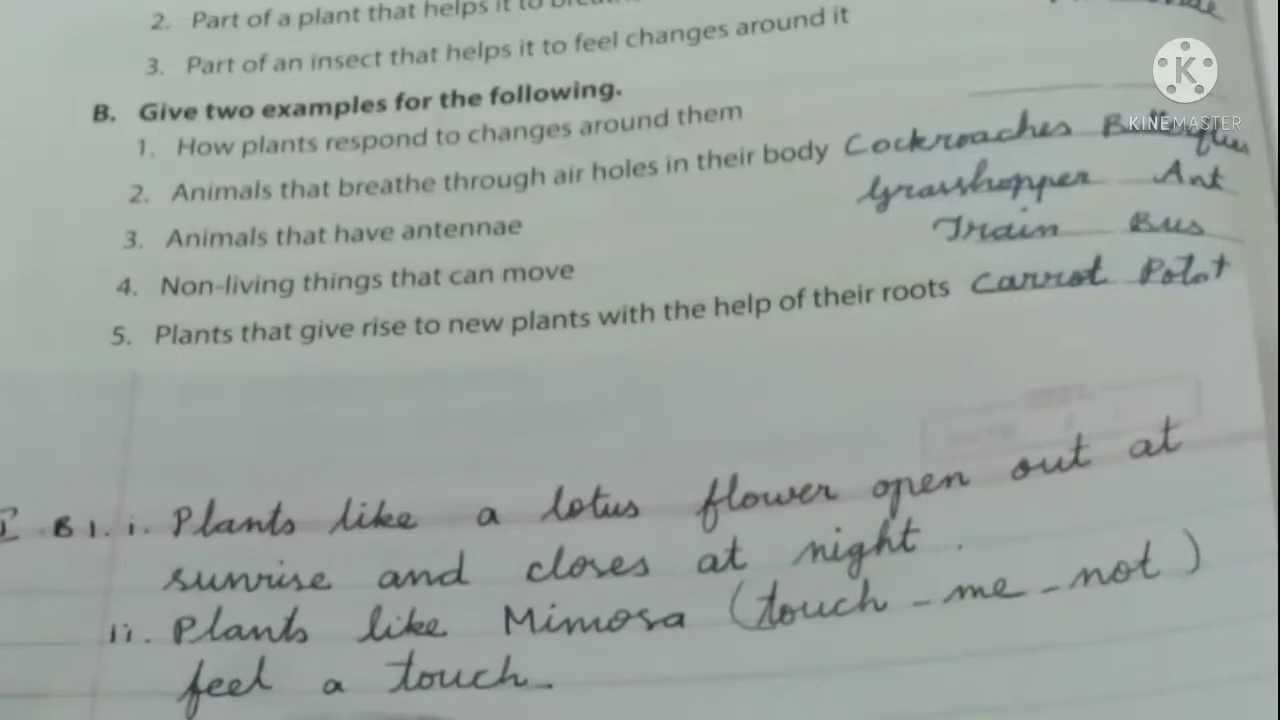 2. Part of a plant that helps it to
3. Part of an insect that helps it to feel changes around it
B. Give two examples for the following.
1. How plants respond to changes around them
2. Animals that breathe through air holes in their body Cockroaches
3. Animals that have antennae Grasshopper Ant
4. Non-living things that can move Train Bus
5. Plants that give rise to new plants with the help of their roots Carrot
K
KINEMASTER
B 1. i. Plants like a lotus flower open out at
sunrise and closes at night.
ii. Plants like Mimosa (touch-me-not)
feel a touch.